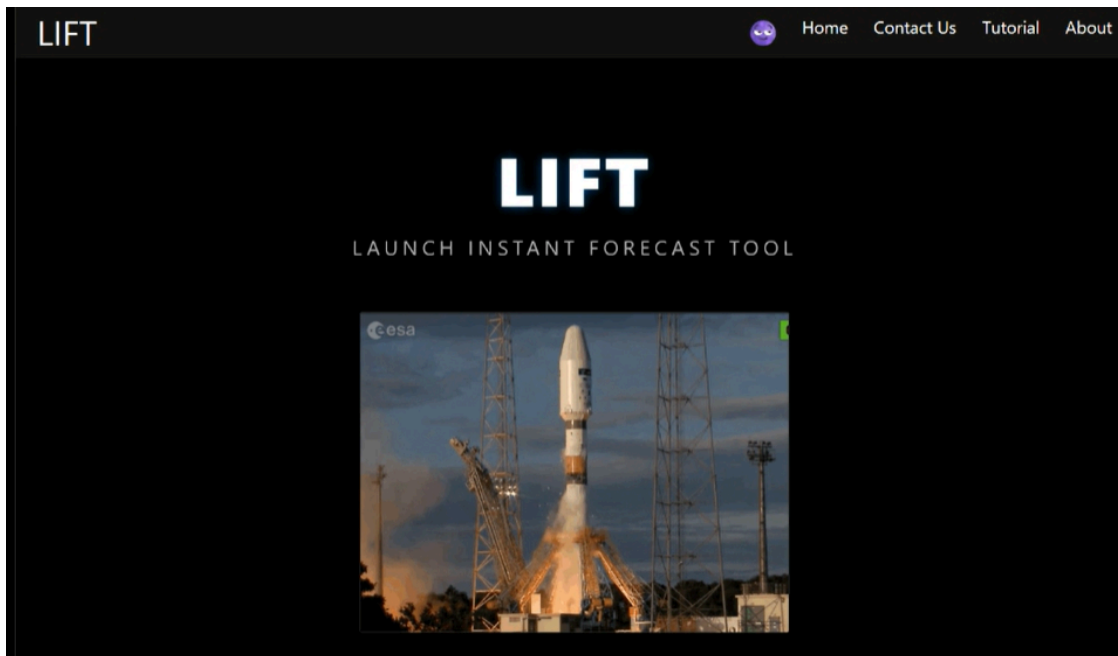 LIFT
Home Contact Us Tutorial About
LIFT
LAUNCH INSTANT FORECAST TOOL
esa